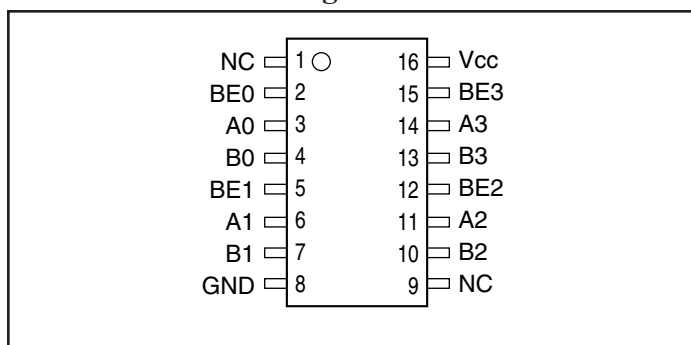 NC 1 16 Vcc
BE0 2 15 BE3
A0 3 14 A3
B0 4 13 B3
BE1 5 12 BE2
A1 6 11 A2
B1 7 10 B2
GND 8 9 NC